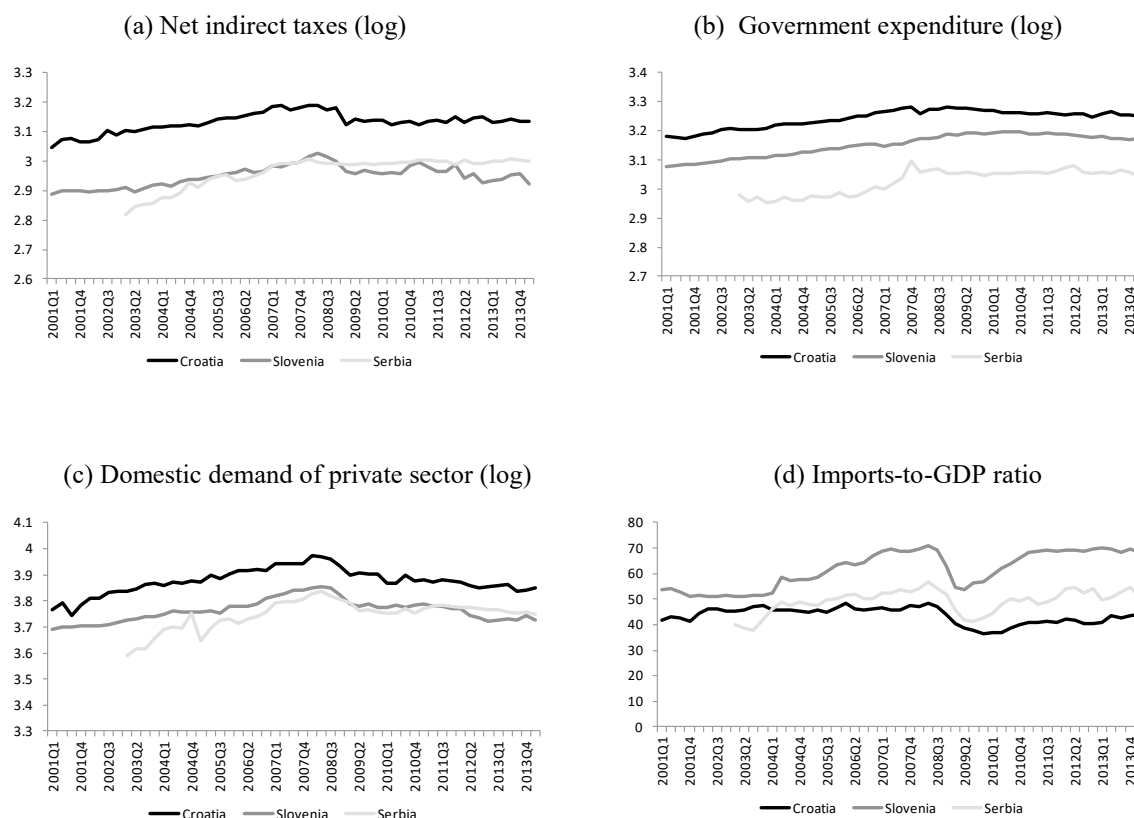 (a) Net indirect taxes (log)
(b) Government expenditure (log)
3.3
3.2
3.1
3
2.9
2.8
2.7
2.6
2001Q1
2001Q4
2002Q3
2003Q2
2004Q1
2004Q4
2005Q3
2006Q2
2007Q1
2007Q4
2008Q3
2009Q2
2010Q1
2010Q4
2011Q3
2012Q2
2013Q1
2013Q4
Croatia Slovenia Serbia
3.4
3.3
3.2
3.1
3
2.9
2.8
2.7
2001Q1
2001Q4
2002Q3
2003Q2
2004Q1
2004Q4
2005Q3
2006Q2
2007Q1
2007Q4
2008Q3
2009Q2
2010Q1
2010Q4
2011Q3
2012Q2
2013Q1
2013Q4
Croatia Slovenia Serbia
(c) Domestic demand of private sector (log)
(d) Imports-to-GDP ratio
4.1
4
3.9
3.8
3.7
3.6
3.5
3.4
3.3
2001Q1
2001Q4
2002Q3
2003Q2
2004Q1
2004Q4
2005Q3
2006Q2
2007Q1
2007Q4
2008Q3
2009Q2
2010Q1
2010Q4
2011Q3
2012Q2
2013Q1
2013Q4
Croatia Slovenia Serbia
80
70
60
50
40
30
20
10
0
2001Q1
2001Q4
2002Q3
2003Q2
2004Q1
2004Q4
2005Q3
2006Q2
2007Q1
2007Q4
2008Q3
2009Q2
2010Q1
2010Q4
2011Q3
2012Q2
2013Q1
2013Q4
Croatia Slovenia Serbia